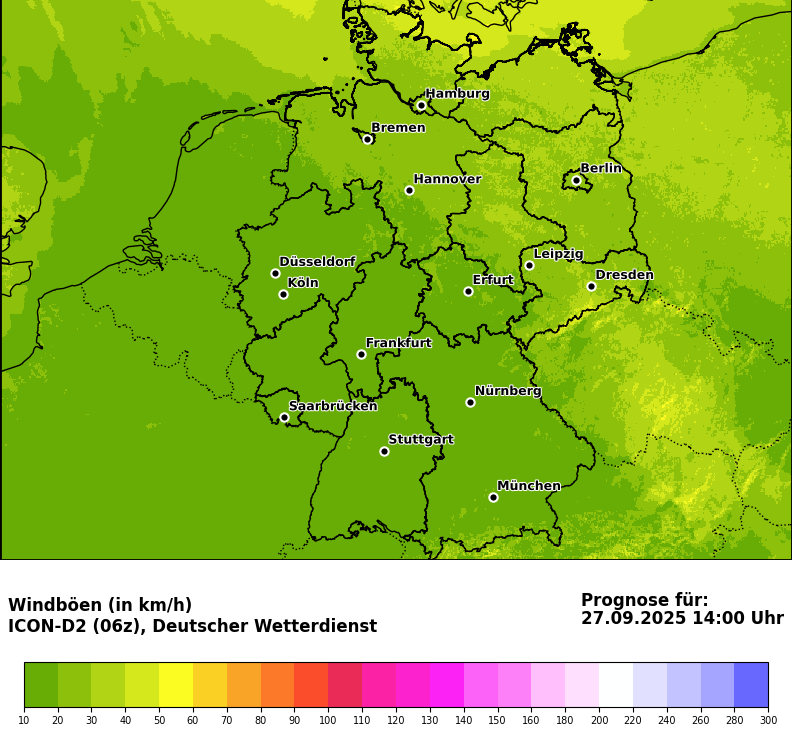 Hamburg
Bremen
Berlin
Hannover
Leipzig
Düsseldorf
Dresden
Köln
Erfurt
Frankfurt
Nürnberg
Saarbrücken
Stuttgart
München
Windböen (in km/h)
ICON-D2 (06z), Deutscher Wetterdienst
Prognose für:
27.09.2025 14:00 Uhr
10 20 30 40 50 60 70 80 90 100 110 120 130 140 150 160 180 200 220 240 260 280 300